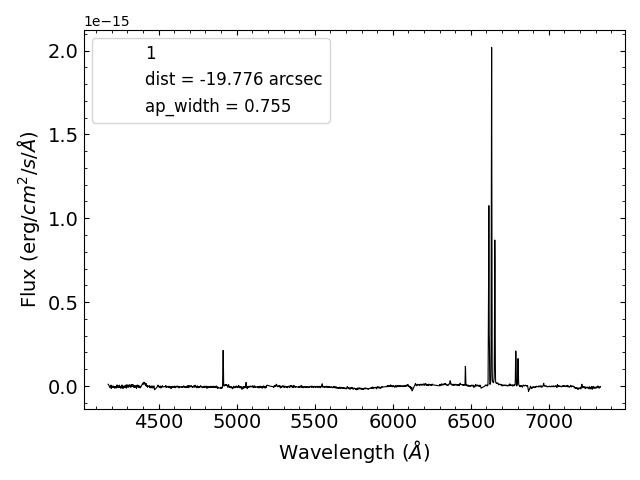 1e−15
1
dist = -19.776 arcsec
ap_width = 0.755
2.0
1.5
1.0
0.5
0.0
Flux (erg/cm²/s/Å)
4500 5000 5500 6000 6500 7000
Wavelength (Å)